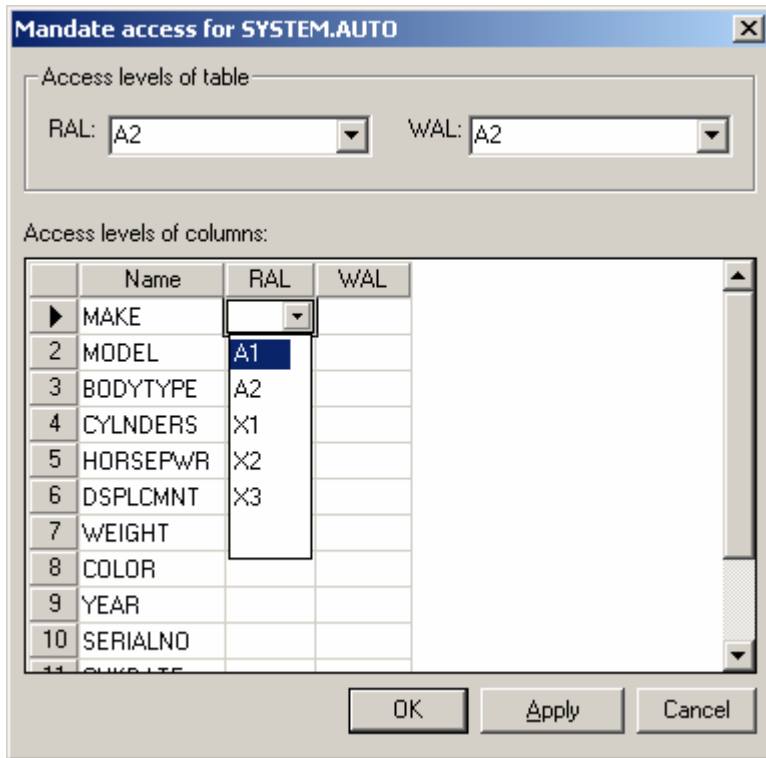 Mandate access for SYSTEM.AUTO
Access levels of table
RAL: A2 WAL: A2
Access levels of columns:
Name RAL WAL
MAKE
2 MODEL A1
3 BODYTYPE A2
4 CYLNDERS X1
5 HORSEPWR X2
6 DSPLCMNT X3
7 WEIGHT
8 COLOR
9 YEAR
10 SERIALNO
OK Apply Cancel